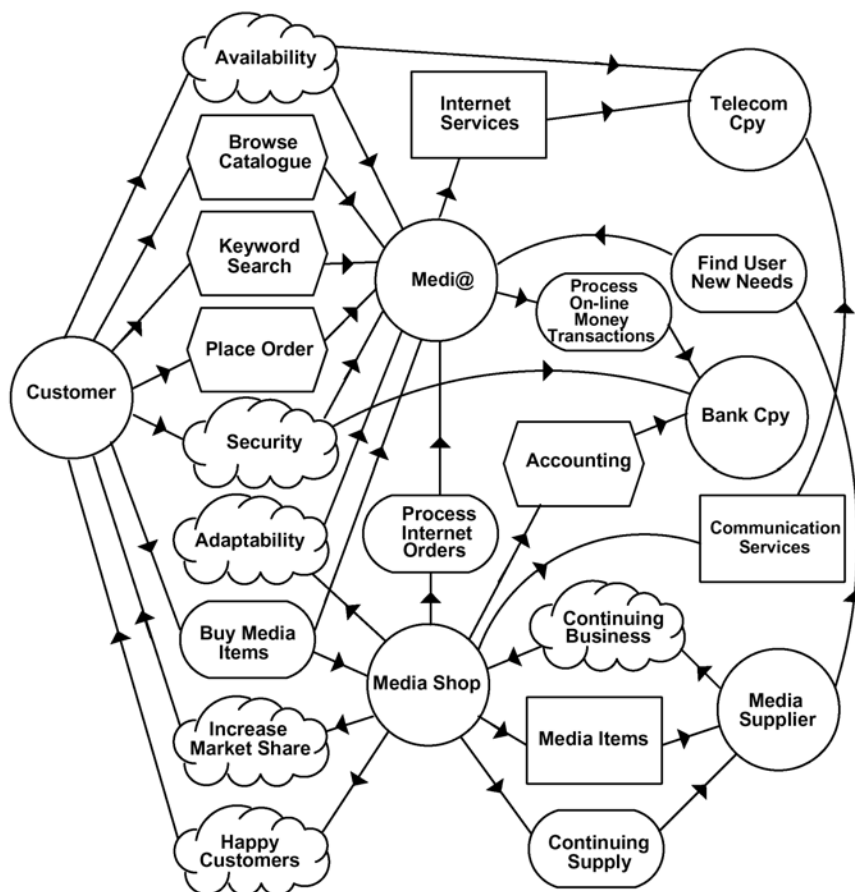 Availability
Internet
Services
Telecom
Cpy
Browse
Catalogue
Keyword
Search
Medi@
Find User
New Needs
Process
On-line
Money
Transactions
Place Order
Customer
Bank Cpy
Security
Accounting
Process
Internet
Orders
Communication
Services
Adaptability
Buy Media
Items
Continuing
Business
Media Shop
Media
Supplier
Increase
Market Share
Media Items
Happy
Customers
Continuing
Supply